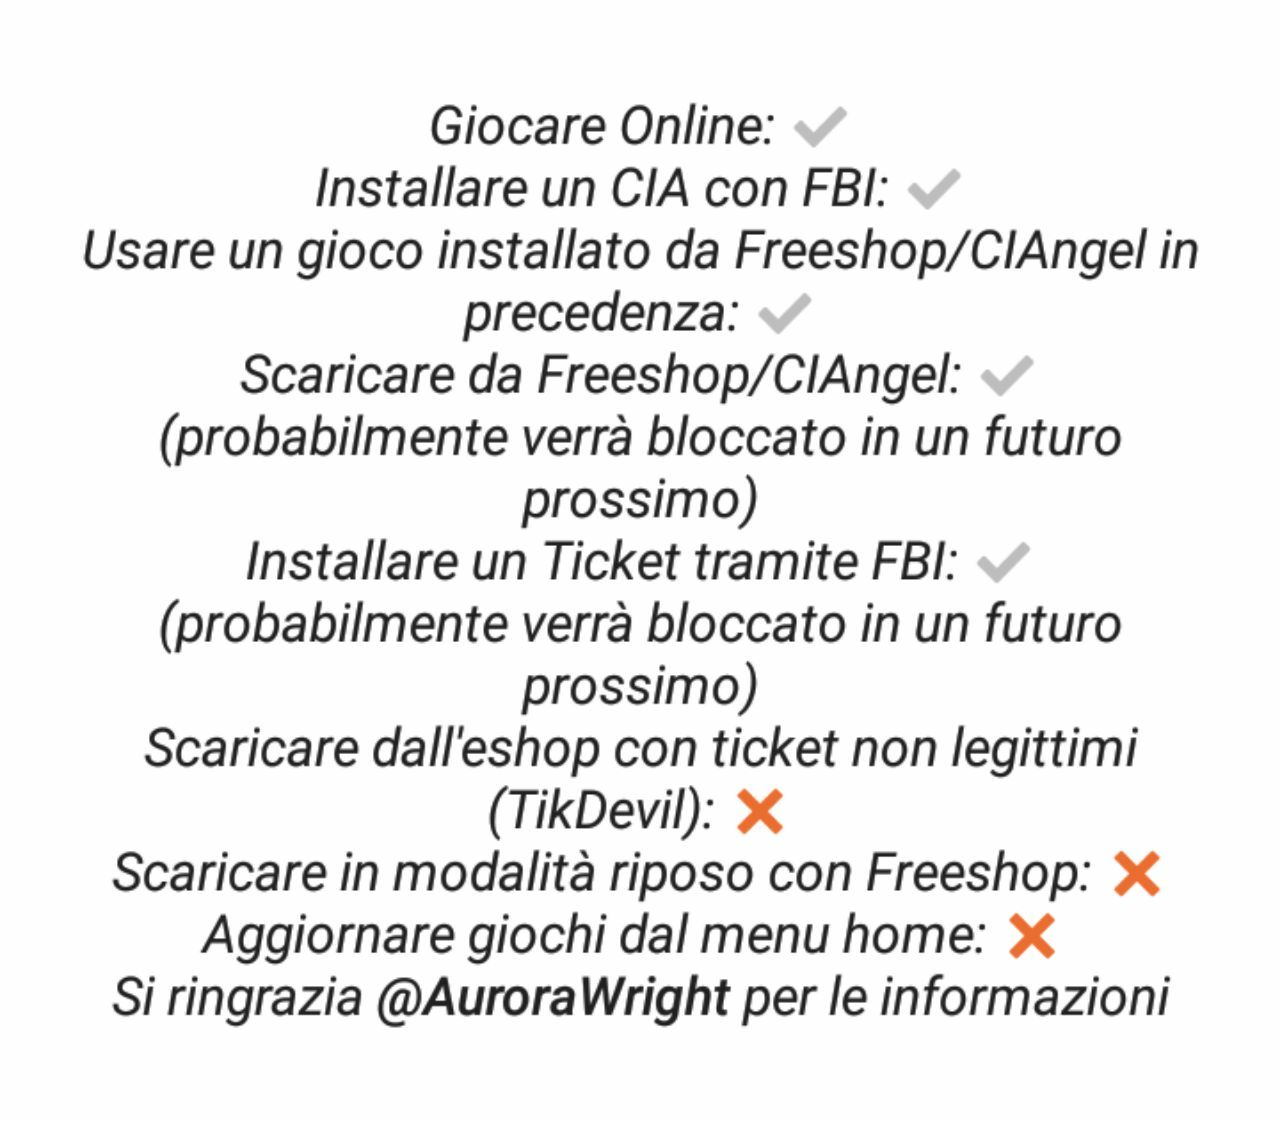 Giocare Online: ✔
Installare un CIA con FBI: ✔
Usare un gioco installato da Freeshop/CIAngel in
precedenza: ✔
Scaricare da Freeshop/CIAngel: ✔
(probabilmente verrà bloccato in un futuro
prossimo)
Installare un Ticket tramite FBI: ✔
(probabilmente verrà bloccato in un futuro
prossimo)
Scaricare dall'eshop con ticket non legittimi
(TikDevil): ✖
Scaricare in modalità riposo con Freeshop: ✖
Aggiornare giochi dal menu home: ✖
Si ringrazia @AuroraWright per le informazioni